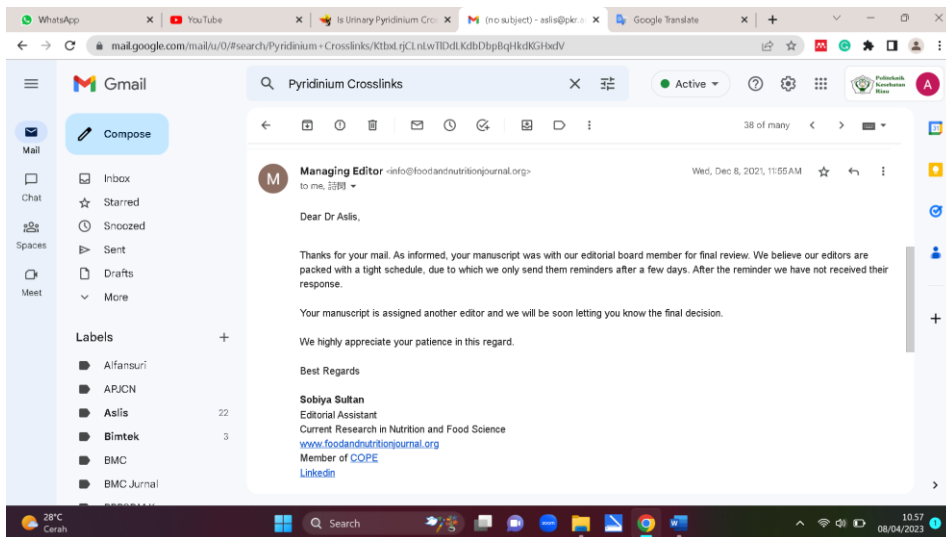 WhatsApp
YouTube
Is Urinary Pyridinium Cro
(no subject) - aslis@pkr.a
Google Translate
mail.google.com/mail/u/0/#search/Pyridinium+Crosslinks/KtbxLrjCLnLwTlDdLKdbDbpBqHkdKGHxdV
Gmail
Pyridinium Crosslinks
Active
Politeknik
Kesehatan
Riau
A
Mail
Chat
Spaces
Meet
Compose
Inbox
Starred
Snoozed
Sent
Drafts
More
Labels
Alfansuri
APJCN
Aslis 22
Bimtek 3
BMC
BMC Jurnal
38 of many
31
M
Managing Editor <info@foodandnutritionjournal.org>
Wed, Dec 8, 2021, 11:55 AM
to me, 詩閔
Dear Dr Aslis,
Thanks for your mail. As informed, your manuscript was with our editorial board member for final review. We believe our editors are
packed with a tight schedule, due to which we only send them reminders after a few days. After the reminder we have not received their
response.
Your manuscript is assigned another editor and we will be soon letting you know the final decision.
We highly appreciate your patience in this regard.
Best Regards
Sobiya Sultan
Editorial Assistant
Current Research in Nutrition and Food Science
www.foodandnutritionjournal.org
Member of COPE
Linkedin
28°C
Cerah
Search
10.57
08/04/2023
1